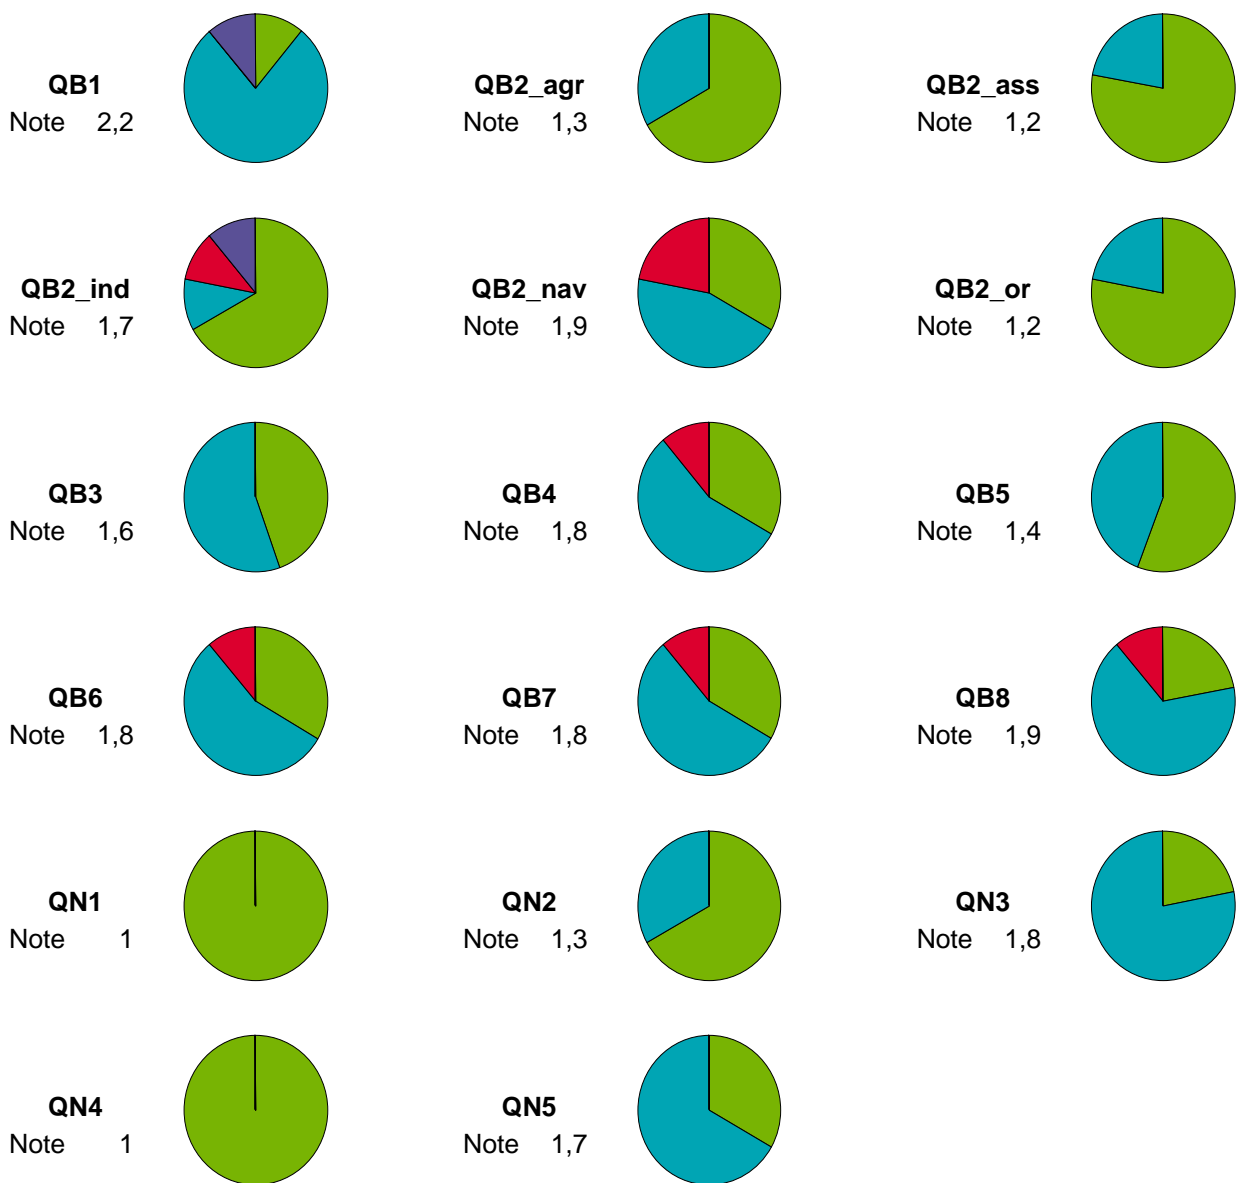 QB1
Note 2,2
QB2_agr
Note 1,3
QB2_ass
Note 1,2
QB2_ind
Note 1,7
QB2_nav
Note 1,9
QB2_or
Note 1,2
QB3
Note 1,6
QB4
Note 1,8
QB5
Note 1,4
QB6
Note 1,8
QB7
Note 1,8
QB8
Note 1,9
QN1
Note 1
QN2
Note 1,3
QN3
Note 1,8
QN4
Note 1
QN5
Note 1,7